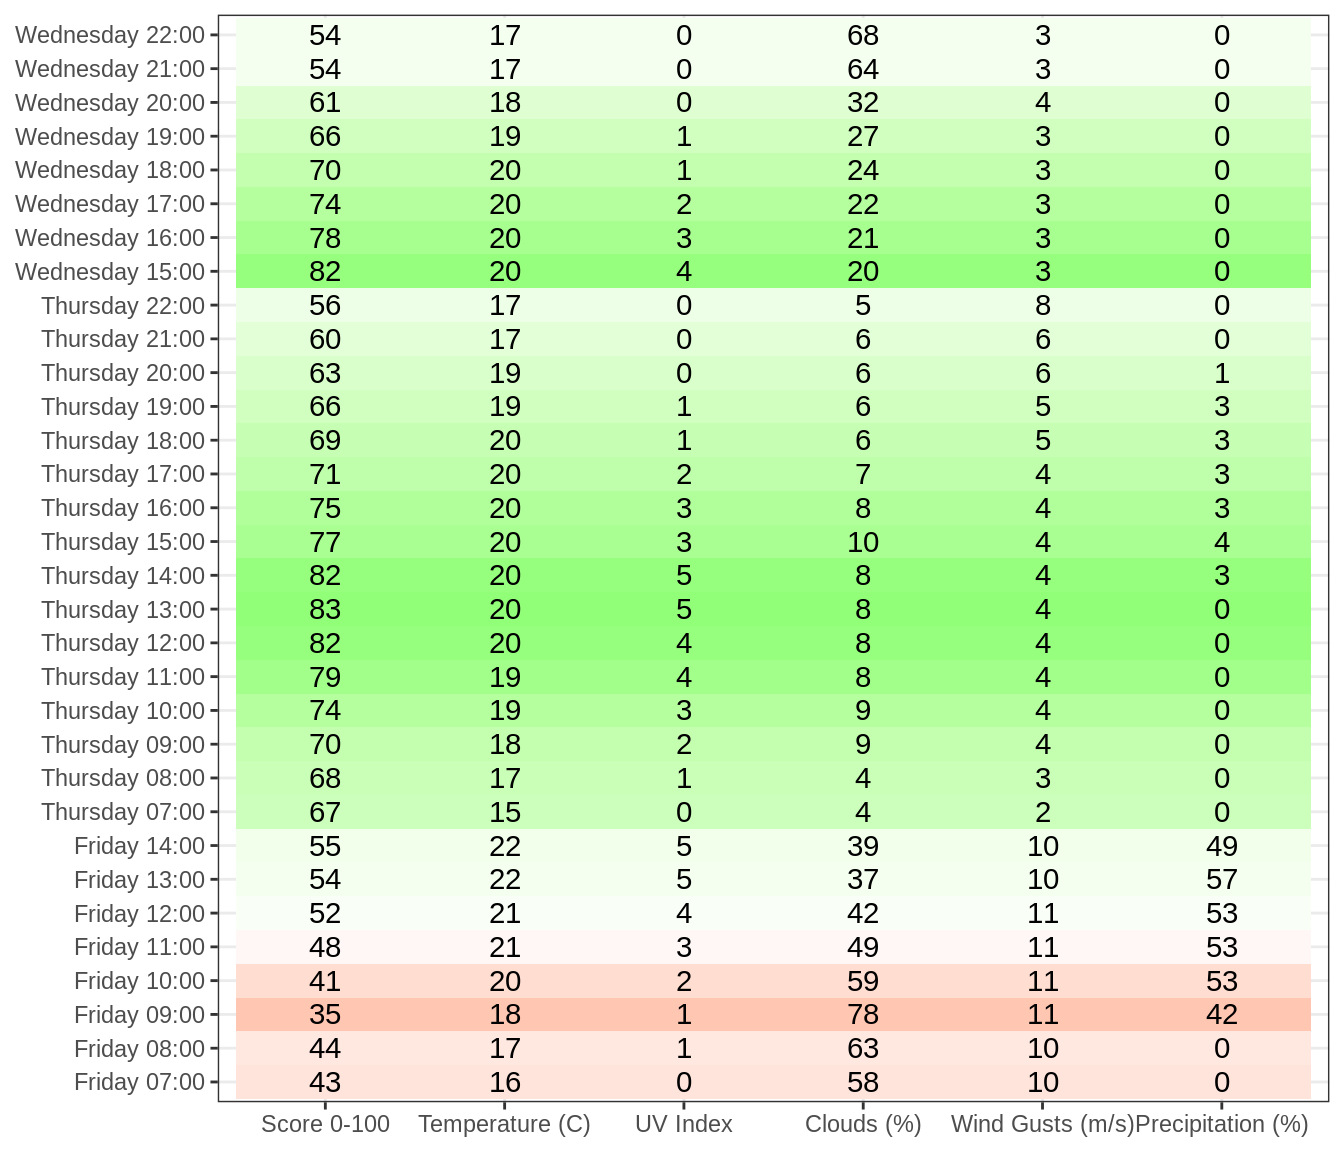 Wednesday 22:00 54 17 0 68 3 0
Wednesday 21:00 54 17 0 64 3 0
Wednesday 20:00 61 18 0 32 4 0
Wednesday 19:00 66 19 1 27 3 0
Wednesday 18:00 70 20 1 24 3 0
Wednesday 17:00 74 20 2 22 3 0
Wednesday 16:00 78 20 3 21 3 0
Wednesday 15:00 82 20 4 20 3 0
Thursday 22:00 56 17 0 5 8 0
Thursday 21:00 60 17 0 6 6 0
Thursday 20:00 63 19 0 6 6 1
Thursday 19:00 66 19 1 6 5 3
Thursday 18:00 69 20 1 6 5 3
Thursday 17:00 71 20 2 7 4 3
Thursday 16:00 75 20 3 8 4 3
Thursday 15:00 77 20 3 10 4 4
Thursday 14:00 82 20 5 8 4 3
Thursday 13:00 83 20 5 8 4 0
Thursday 12:00 82 20 4 8 4 0
Thursday 11:00 79 19 4 8 4 0
Thursday 10:00 74 19 3 9 4 0
Thursday 09:00 70 18 2 9 4 0
Thursday 08:00 68 17 1 4 3 0
Thursday 07:00 67 15 0 4 2 0
Friday 14:00 55 22 5 39 10 49
Friday 13:00 54 22 5 37 10 57
Friday 12:00 52 21 4 42 11 53
Friday 11:00 48 21 3 49 11 53
Friday 10:00 41 20 2 59 11 53
Friday 09:00 35 18 1 78 11 42
Friday 08:00 44 17 1 63 10 0
Friday 07:00 43 16 0 58 10 0
Score 0-100 Temperature (C) UV Index Clouds (%) Wind Gusts (m/s) Precipitation (%)